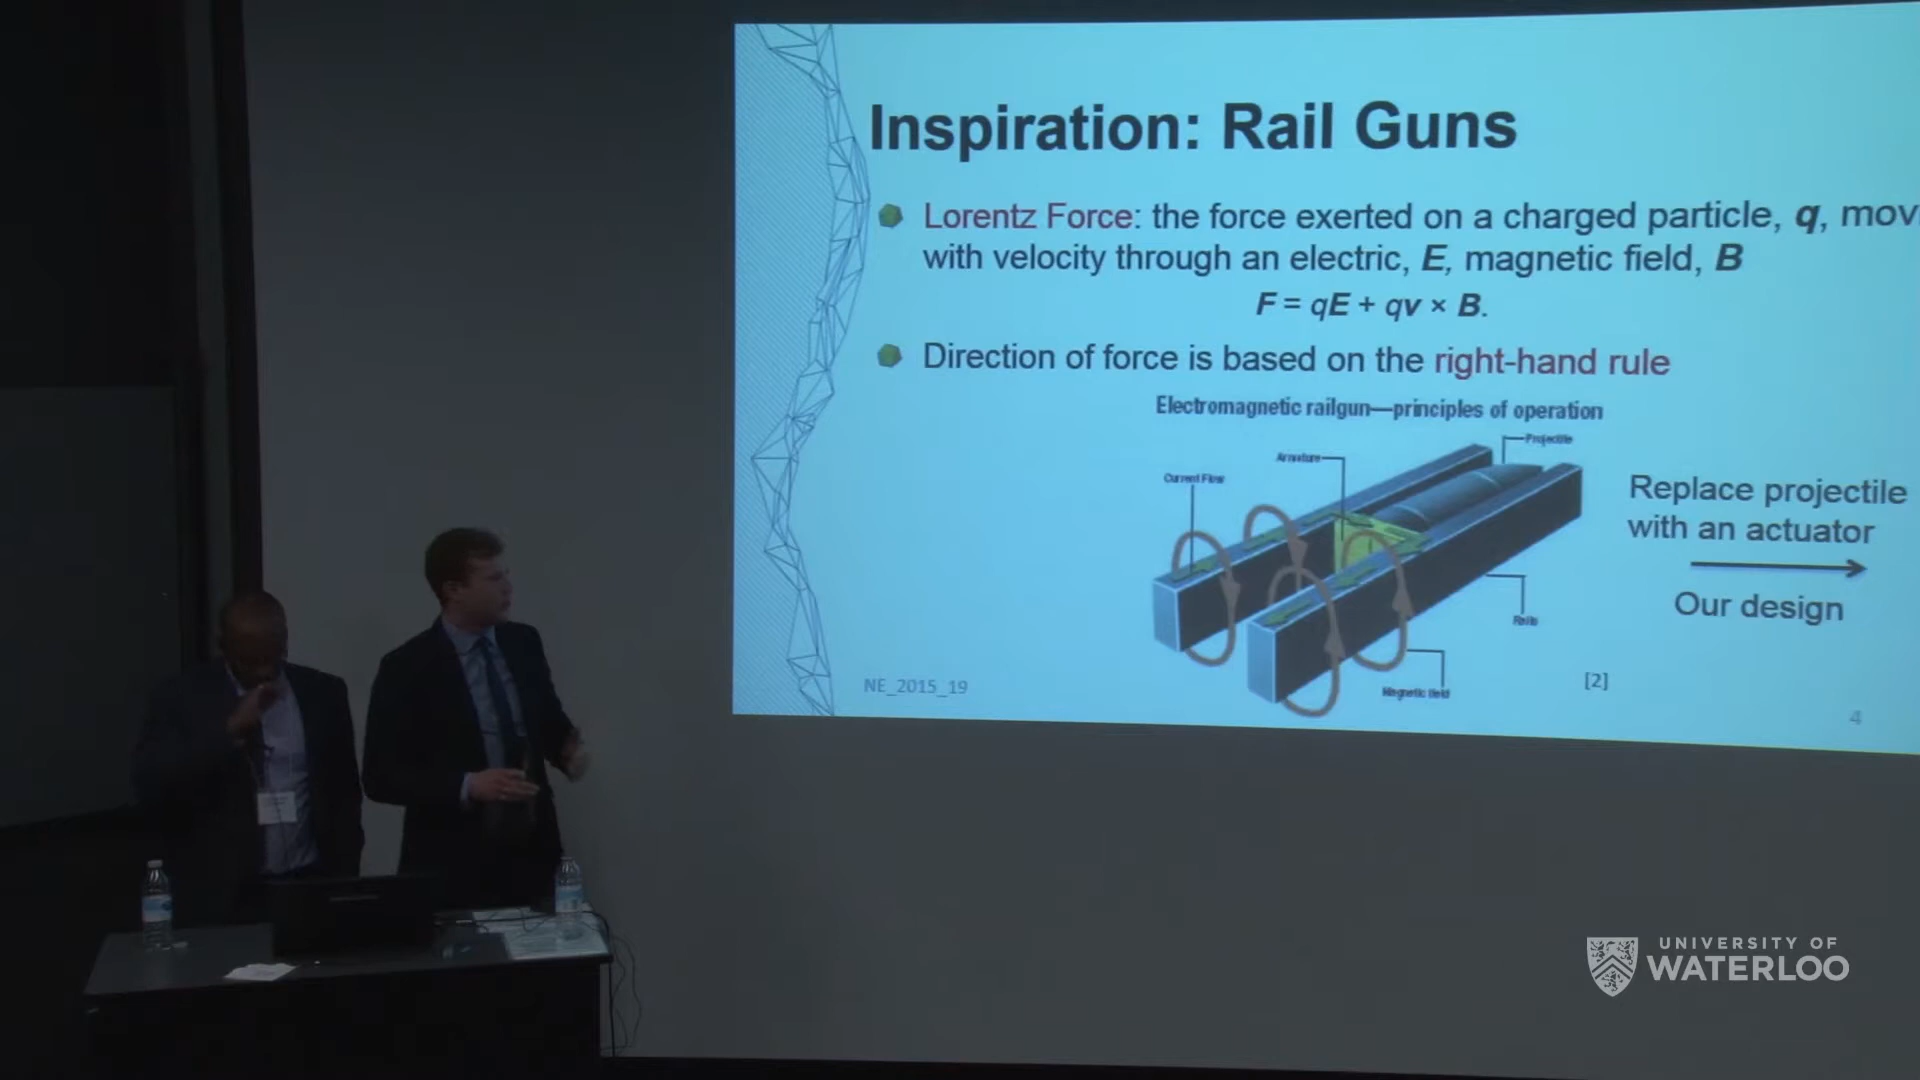 Inspiration: Rail Guns
Lorentz Force: the force exerted on a charged particle, q, mov
with velocity through an electric, E, magnetic field, B
F = qE + qv × B.
Direction of force is based on the right-hand rule
Electromagnetic railgun—principles of operation
Projectile
Armature
Current Flow
Replace projectile
with an actuator
Our design
Rails
Magnetic field
[2]
NE_2015_19
4
UNIVERSITY OF
WATERLOO